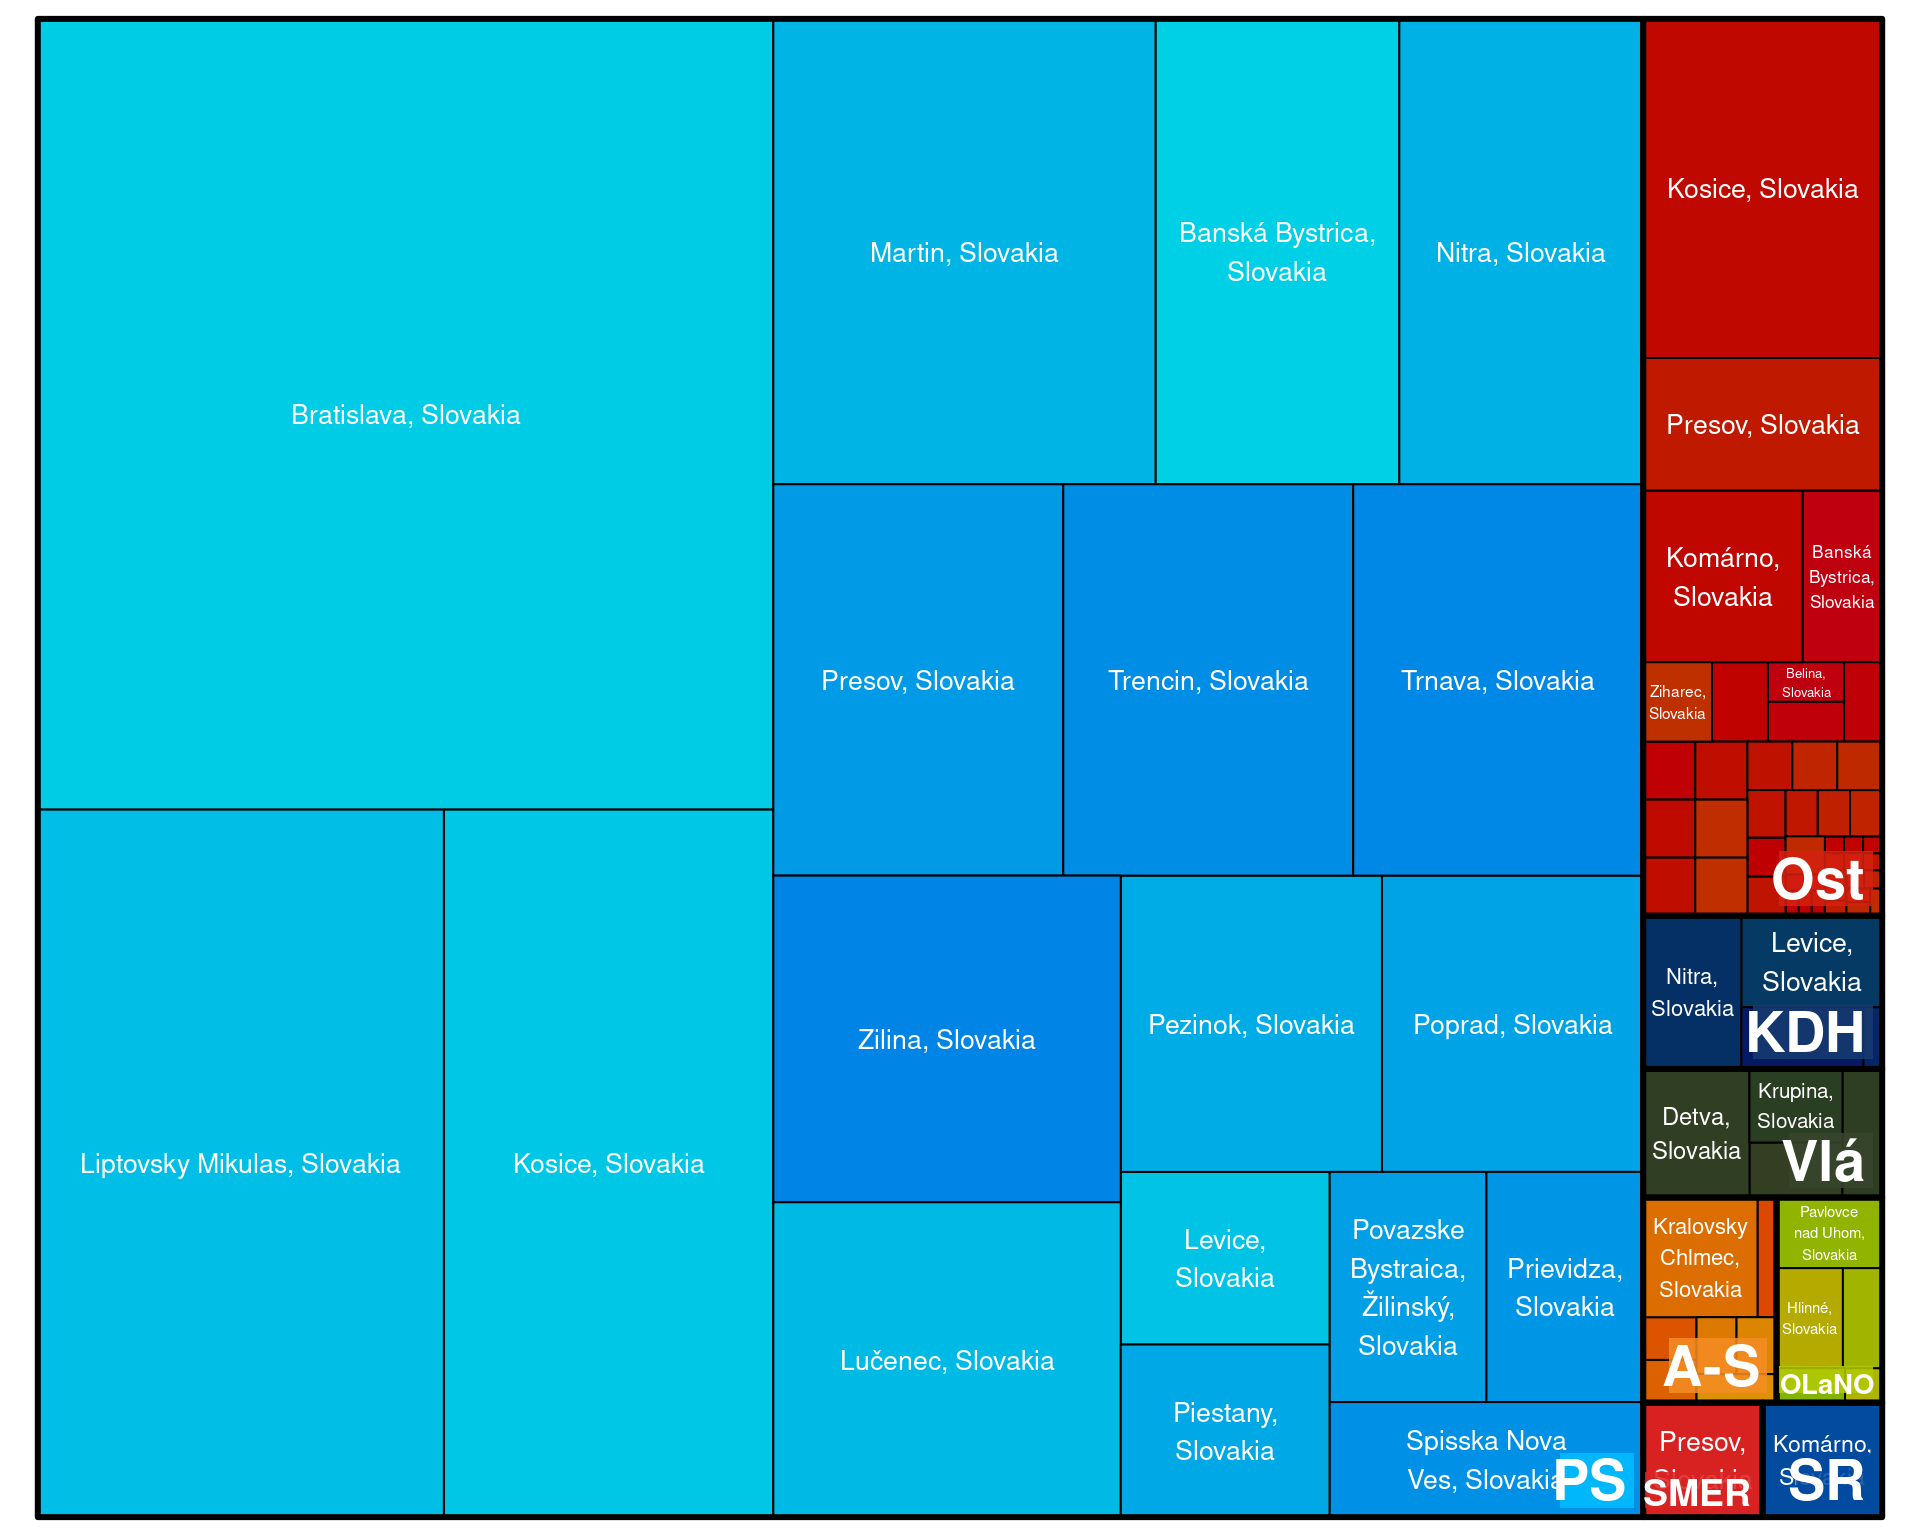 Bratislava, Slovakia
Liptovsky Mikulas, Slovakia
Kosice, Slovakia
Martin, Slovakia
Banská Bystrica,
Slovakia
Nitra, Slovakia
Presov, Slovakia
Trencin, Slovakia
Trnava, Slovakia
Zilina, Slovakia
Lučenec, Slovakia
Pezinok, Slovakia
Poprad, Slovakia
Levice,
Slovakia
Piestany,
Slovakia
Povazske
Bystraica,
Žilinský,
Slovakia
Prievidza,
Slovakia
Spisska Nova
Ves, Slovakia
PS
Kosice, Slovakia
Presov, Slovakia
Komárno,
Slovakia
Banská
Bystrica,
Slovakia
Ziharec,
Slovakia
Belina,
Slovakia
Ost
Nitra,
Slovakia
Levice,
Slovakia
KDH
Detva,
Slovakia
Krupina,
Slovakia
Vlá
Kralovsky
Chlmec,
Slovakia
A-S
Pavlovce
nad Uhom,
Slovakia
Hlinné,
Slovakia
OLaNO
Presov,
Slovakia
SMER
Komárno,
SR